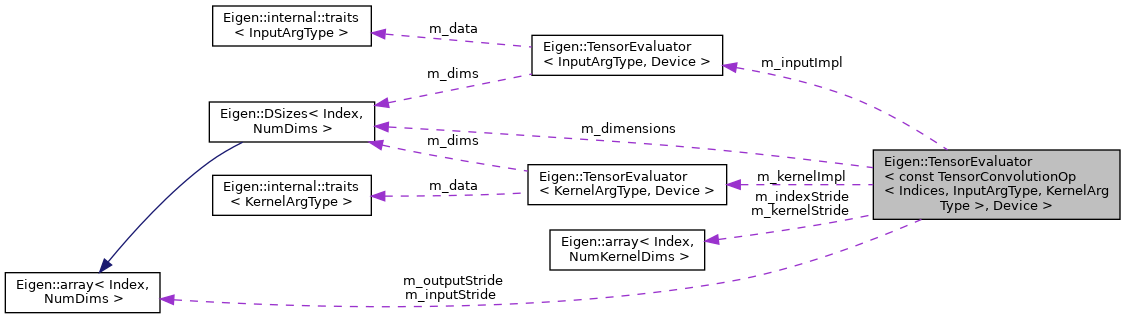 Eigen::internal::traits
< InputArgType >
m_data
Eigen::TensorEvaluator
< InputArgType, Device >
m_inputImpl
m_dims
Eigen::DSizes< Index,
NumDims >
m_dimensions
m_dims
Eigen::TensorEvaluator
< const TensorConvolutionOp
< Indices, InputArgType, KernelArg
Type >, Device >
Eigen::internal::traits
< KernelArgType >
m_data
Eigen::TensorEvaluator
< KernelArgType, Device >
m_kernelImpl
m_indexStride
m_kernelStride
Eigen::array< Index,
NumKernelDims >
Eigen::array< Index,
NumDims >
m_outputStride
m_inputStride